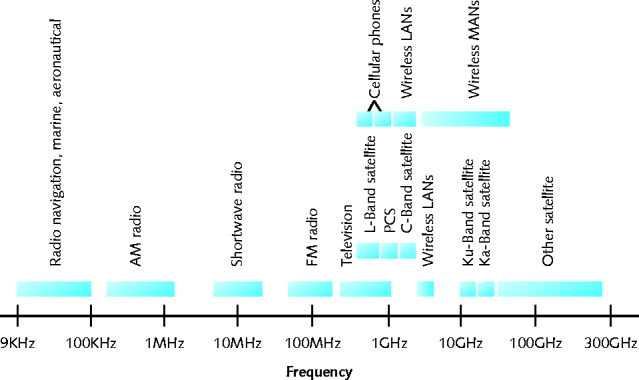 Cellular phones
Wireless LANs
Wireless MANs
Radio navigation, marine, aeronautical
AM radio
Shortwave radio
FM radio
Television
L-Band satellite
PCS
C-Band satellite
Wireless LANs
Ku-Band satellite
Ka-Band satellite
Other satellite
9KHz 100KHz 1MHz 10MHz 100MHz 1GHz 10GHz 100GHz 300GHz
Frequency